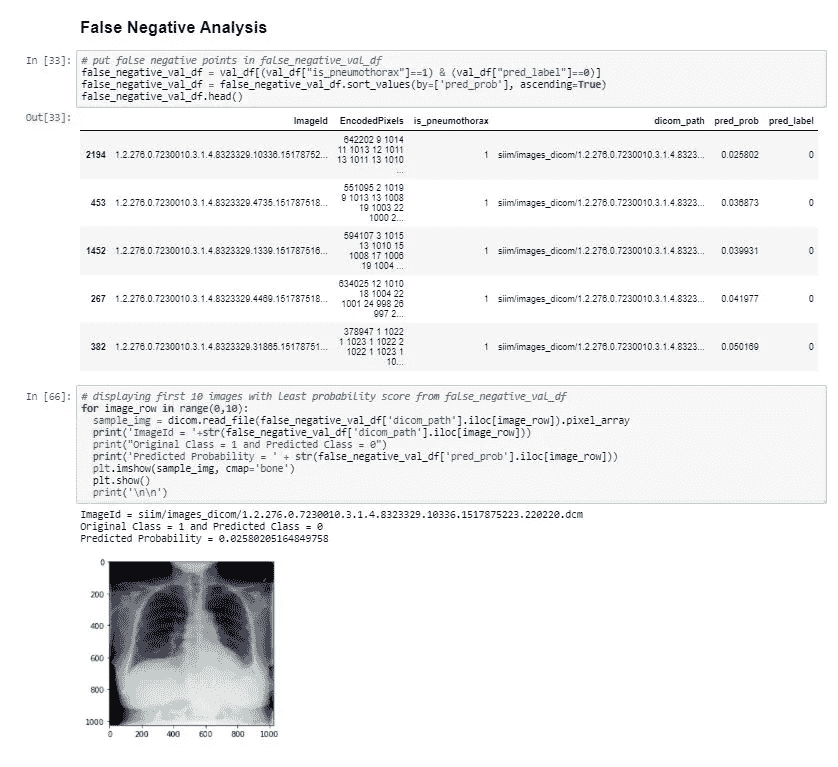 False Negative Analysis
In [33]: # put false negative points in false_negative_val_df
false_negative_val_df = val_df[(val_df["is_pneumothorax"]==1) & (val_df["pred_label"]==0)]
false_negative_val_df = false_negative_val_df.sort_values(by=['pred_prob'], ascending=True)
false_negative_val_df.head()
Out[33]:
ImageId EncodedPixels is_pneumothorax dicom_path pred_prob pred_label
642202 9 1014
11 1013 12 1011
2194 1.2.276.0.7230010.3.1.4.8323329.10336.15178752... 13 1011 13 1010 1 siim/images_dicom/1.2.276.0.7230010.3.1.4.8323... 0.025802 0
...
551095 2 1019
9 1013 13 1008
453 1.2.276.0.7230010.3.1.4.8323329.4735.151787518... 19 1003 22 1 siim/images_dicom/1.2.276.0.7230010.3.1.4.8323... 0.036873 0
1000 2...
594107 3 1015
13 1010 15
1452 1.2.276.0.7230010.3.1.4.8323329.1339.151787516... 1008 17 1006 1 siim/images_dicom/1.2.276.0.7230010.3.1.4.8323... 0.039931 0
19 1004 ...
634025 12 1010
18 1004 22
267 1.2.276.0.7230010.3.1.4.8323329.4469.151787518... 1001 24 998 26 1 siim/images_dicom/1.2.276.0.7230010.3.1.4.8323... 0.041977 0
997 2...
378947 1 1022
1 1023 1 1022 2
382 1.2.276.0.7230010.3.1.4.8323329.31865.15178751... 1022 1 1023 1 1 siim/images_dicom/1.2.276.0.7230010.3.1.4.8323... 0.050169 0
10...
In [66]: # displaying first 10 images with least probability score from false_negative_val_df
for image_row in range(0,10):
sample_img = dicom.read_file(false_negative_val_df['dicom_path'].iloc[image_row]).pixel_array
print('ImageId = '+str(false_negative_val_df['dicom_path'].iloc[image_row]))
print("Original Class = 1 and Predicted Class = 0")
print('Predicted Probability = ' + str(false_negative_val_df['pred_prob'].iloc[image_row]))
plt.imshow(sample_img, cmap='bone')
plt.show()
print('\n\n')
ImageId = siim/images_dicom/1.2.276.0.7230010.3.1.4.8323329.10336.1517875223.220220.dcm
Original Class = 1 and Predicted Class = 0
Predicted Probability = 0.02580205164849758
0
200
400
600
800
1000
0 200 400 600 800 1000